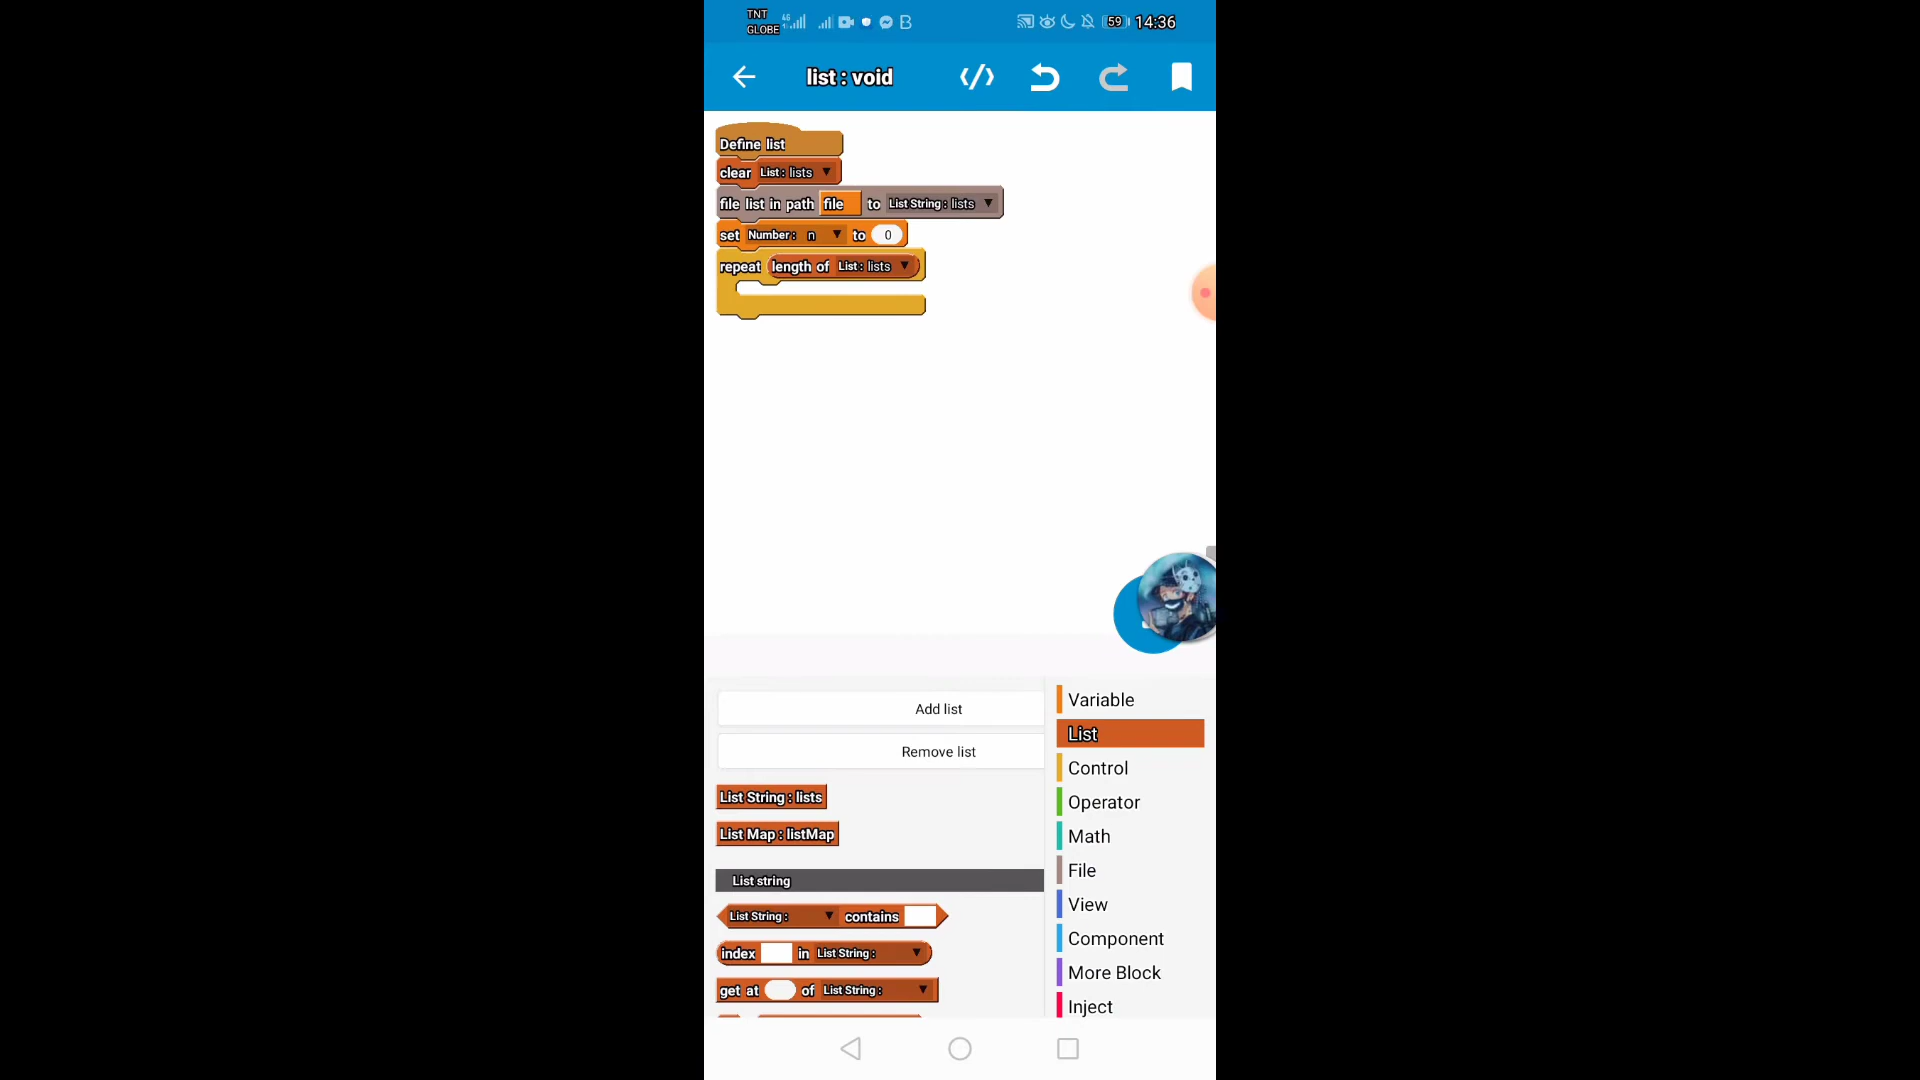 TNT
GLOBE
4G
B
59
14:36
list : void
Define list
clear List : lists
file list in path file to List String : lists
set Number : n to 0
repeat length of List : lists
Add list
Remove list
List String : lists
List Map : listMap
List string
List String : contains
index in List String :
get at of List String :
Variable
List
Control
Operator
Math
File
View
Component
More Block
Inject